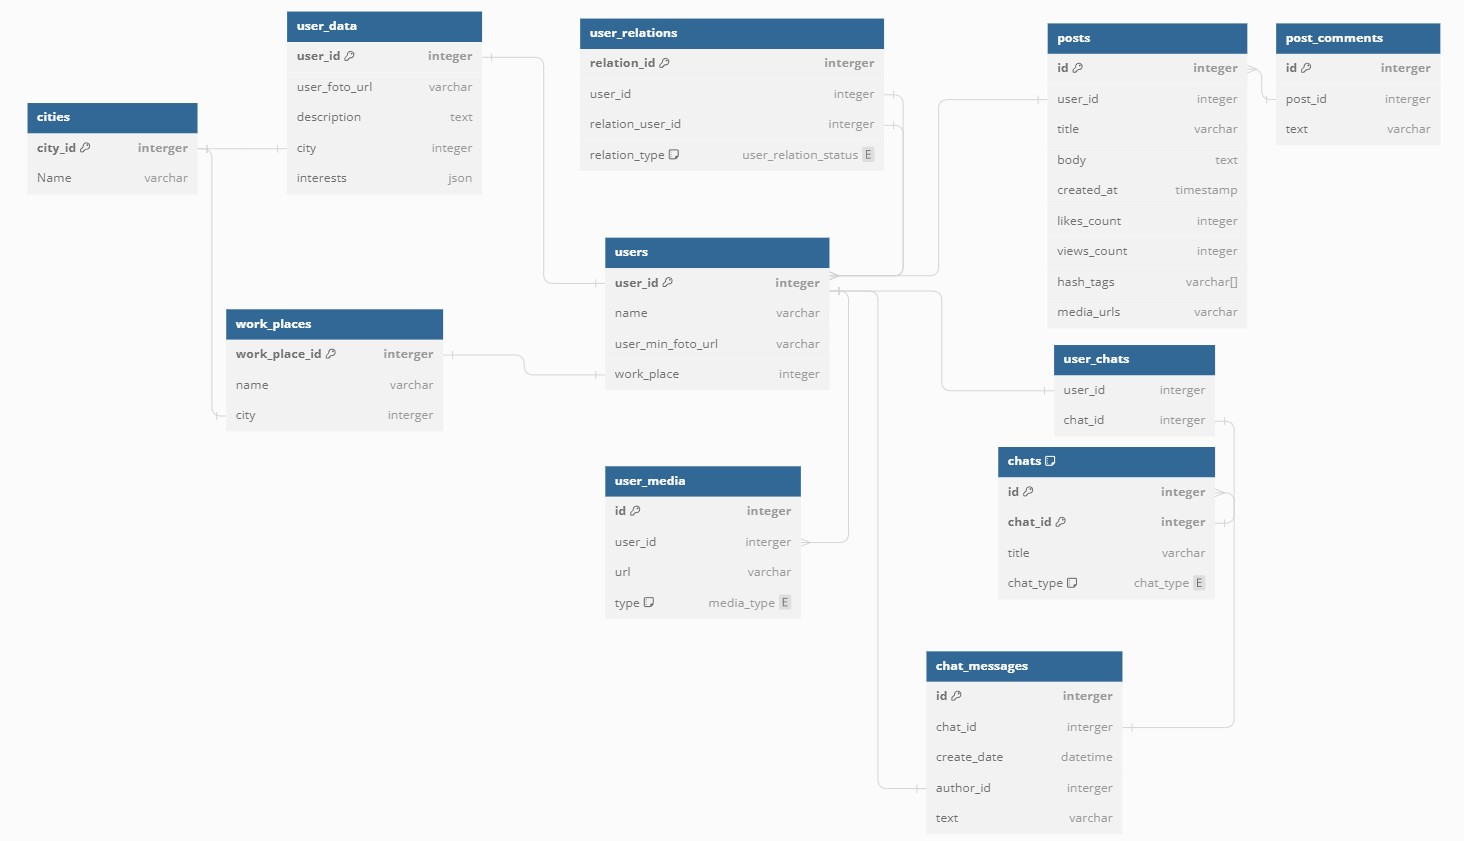 user_data
user_id integer
user_foto_url varchar
description text
city integer
interests json
user_relations
relation_id interger
user_id integer
relation_user_id integer
relation_type user_relation_status E
posts
id integer
user_id integer
title varchar
body text
created_at timestamp
likes_count integer
views_count integer
hash_tags varchar[]
media_urls varchar
post_comments
id interger
post_id interger
text varchar
cities
city_id interger
Name varchar
users
user_id integer
name varchar
user_min_foto_url varchar
work_place integer
work_places
work_place_id interger
name varchar
city interger
user_chats
user_id interger
chat_id interger
chats
id integer
chat_id integer
title varchar
chat_type chat_type E
user_media
id integer
user_id interger
url varchar
type media_type E
chat_messages
id interger
chat_id interger
create_date datetime
author_id interger
text varchar